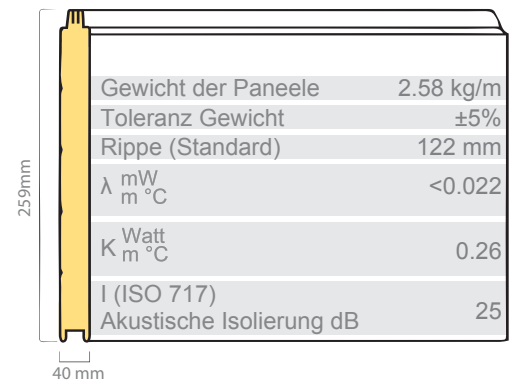 Gewicht der Paneele 2.58 kg/m
Toleranz Gewicht ±5%
Rippe (Standard) 122 mm
λ mW
m °C <0.022
K Watt
m °C 0.26
I (ISO 717)
Akustische Isolierung dB 25
259mm
40 mm